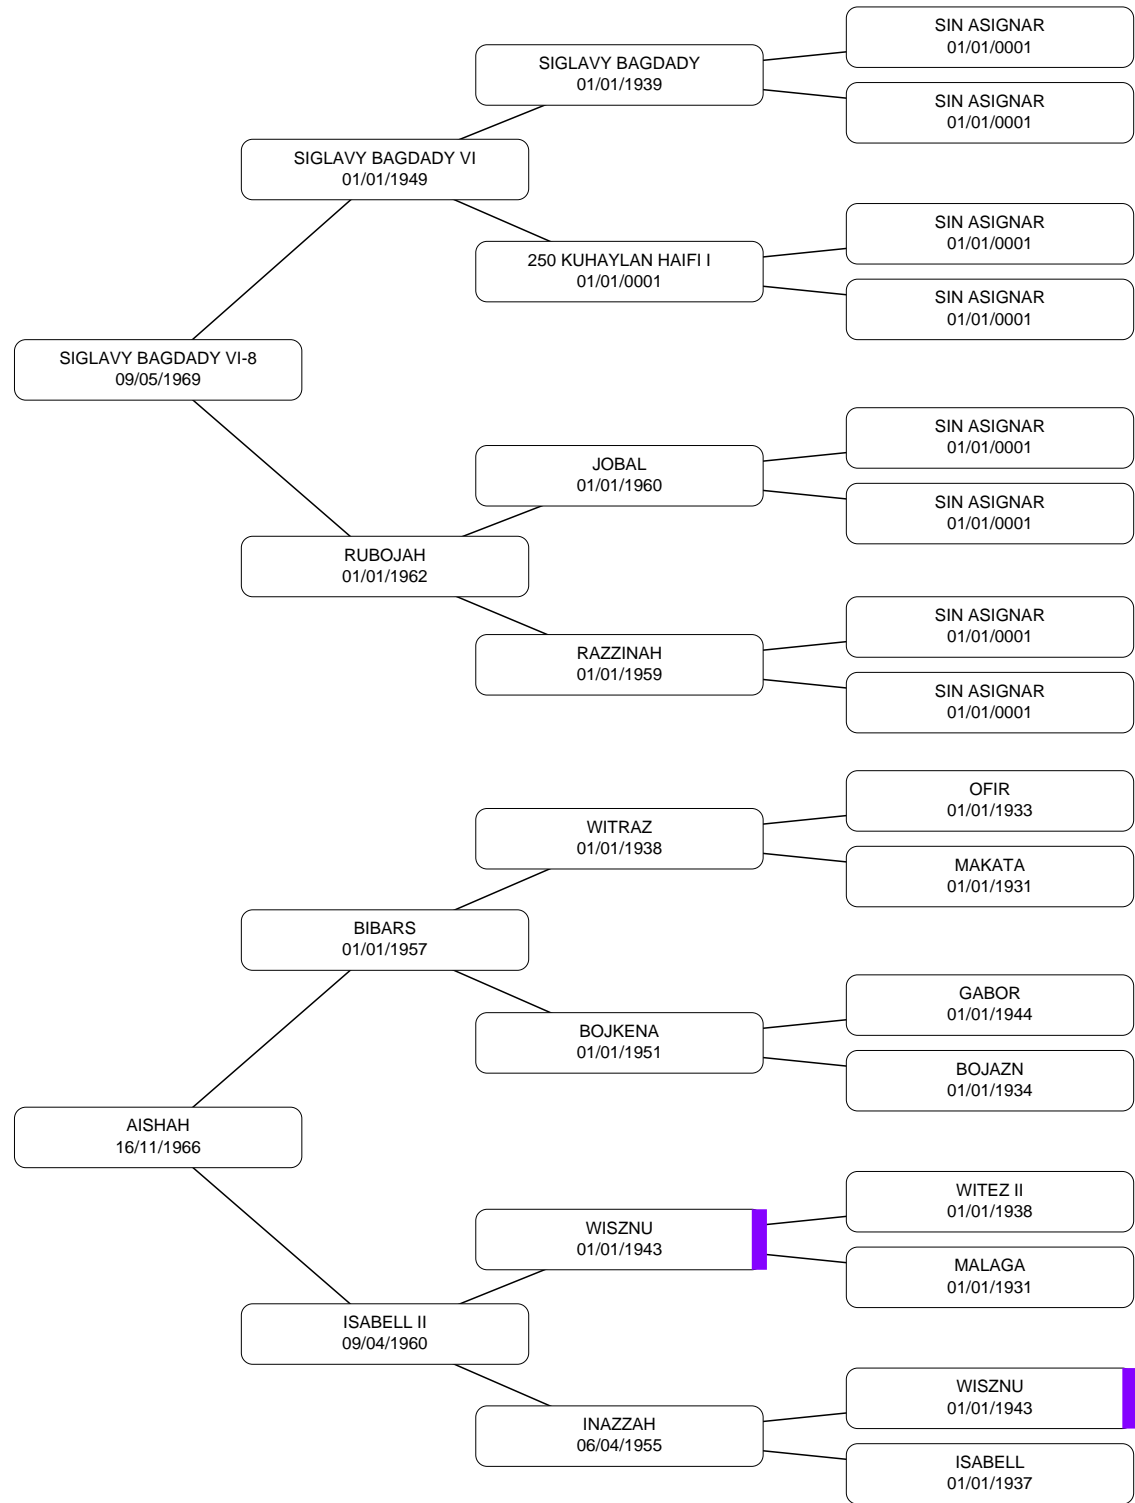 SIN ASIGNAR
01/01/0001
SIGLAVY BAGDADY
01/01/1939
SIN ASIGNAR
01/01/0001
SIGLAVY BAGDADY VI
01/01/1949
SIN ASIGNAR
01/01/0001
250 KUHAYLAN HAIFI I
01/01/0001
SIN ASIGNAR
01/01/0001
SIGLAVY BAGDADY VI-8
09/05/1969
SIN ASIGNAR
01/01/0001
JOBAL
01/01/1960
SIN ASIGNAR
01/01/0001
RUBOJAH
01/01/1962
SIN ASIGNAR
01/01/0001
RAZZINAH
01/01/1959
SIN ASIGNAR
01/01/0001
OFIR
01/01/1933
WITRAZ
01/01/1938
MAKATA
01/01/1931
BIBARS
01/01/1957
GABOR
01/01/1944
BOJKENA
01/01/1951
BOJAZN
01/01/1934
AISHAH
16/11/1966
WITEZ II
01/01/1938
WISZNU
01/01/1943
MALAGA
01/01/1931
ISABELL II
09/04/1960
WISZNU
01/01/1943
INAZZAH
06/04/1955
ISABELL
01/01/1937